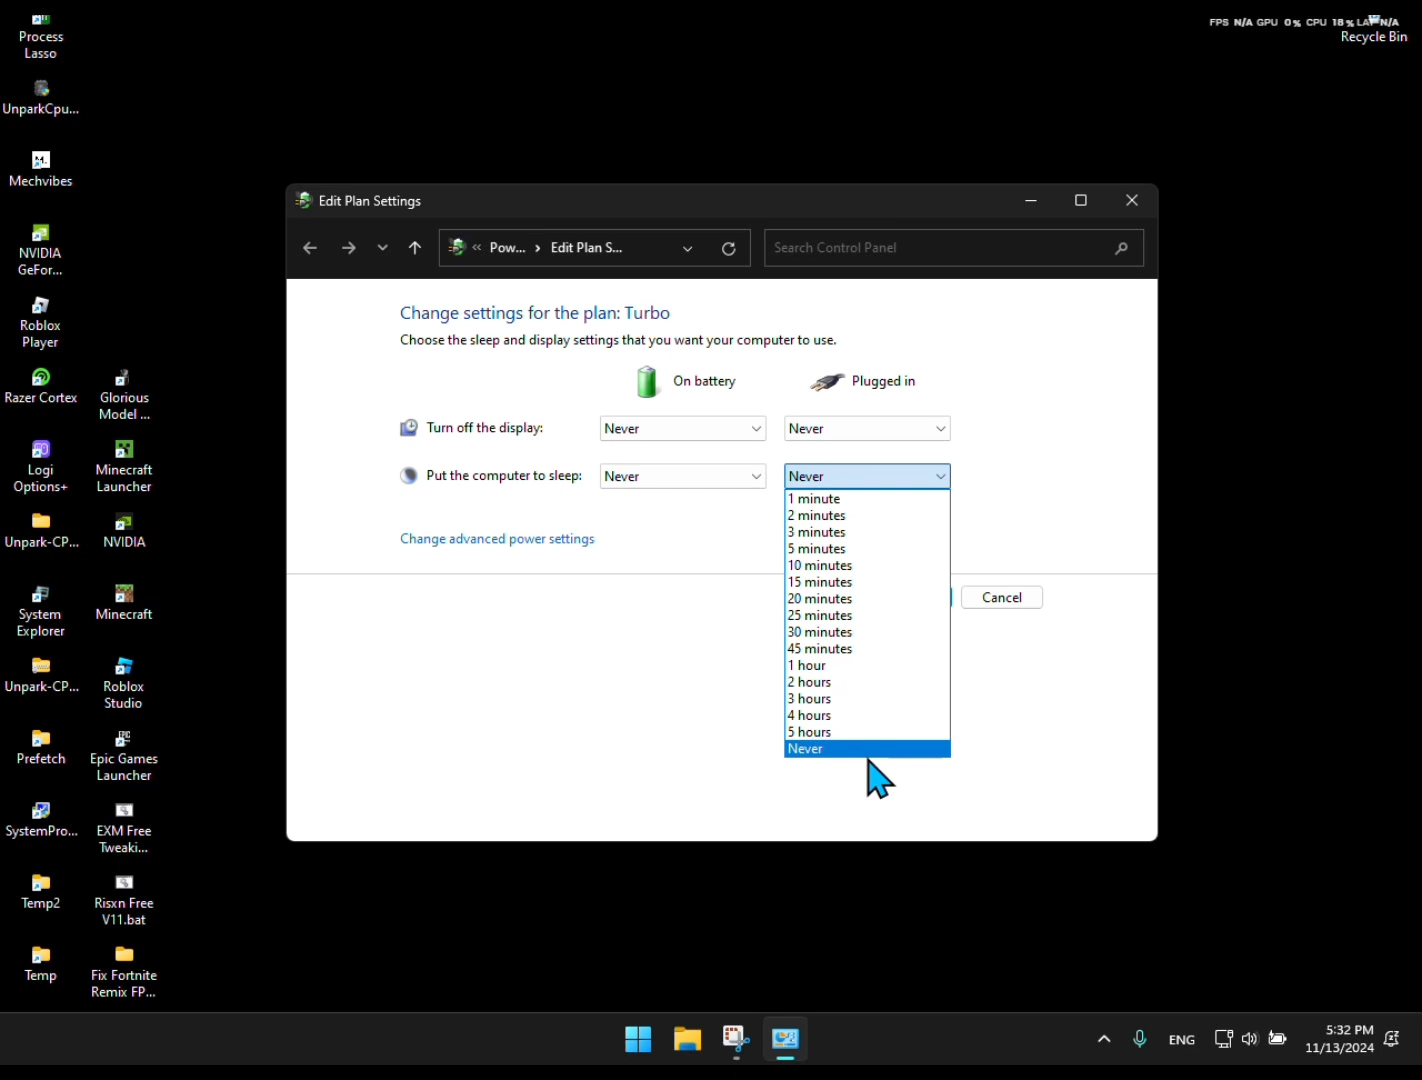 Process
Lasso
UnparkCpu...
Mechvibes
NVIDIA
GeFor...
Roblox
Player
Razer Cortex
Glorious
Model ...
Logi
Options+
Minecraft
Launcher
Unpark-CP...
NVIDIA
System
Explorer
Minecraft
Unpark-CP...
Roblox
Studio
Prefetch
Epic Games
Launcher
SystemPro...
EXM Free
Tweaki...
Temp2
Risxn Free
V11.bat
Temp
Fix Fortnite
Remix FP...
FPS N/A GPU 0% CPU 18% LAT N/A
Recycle Bin
Edit Plan Settings
« Pow... › Edit Plan S...
Search Control Panel
Change settings for the plan: Turbo
Choose the sleep and display settings that you want your computer to use.
On battery
Plugged in
Turn off the display:
Never
Never
Put the computer to sleep:
Never
Never
1 minute
2 minutes
3 minutes
5 minutes
10 minutes
15 minutes
20 minutes
25 minutes
30 minutes
45 minutes
1 hour
2 hours
3 hours
4 hours
5 hours
Never
Change advanced power settings
Cancel
ENG
5:32 PM
11/13/2024